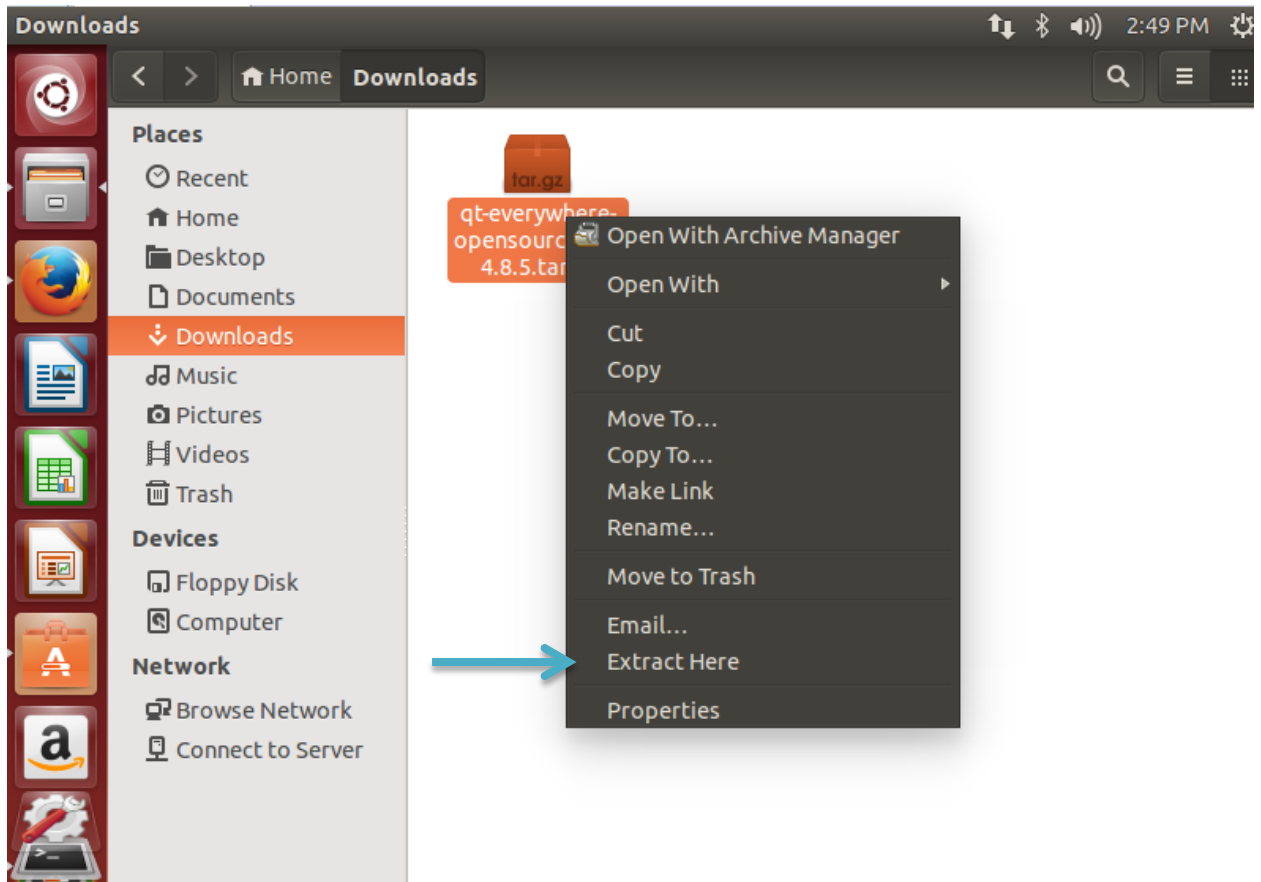 Downloads
2:49 PM
Home Downloads
Places
Recent
Home
Desktop
Documents
Downloads
Music
Pictures
Videos
Trash
Devices
Floppy Disk
Computer
Network
Browse Network
Connect to Server
tar.gz
qt-everywhere-
opensourc
4.8.5.tar
Open With Archive Manager
Open With
Cut
Copy
Move To...
Copy To...
Make Link
Rename...
Move to Trash
Email...
Extract Here
Properties